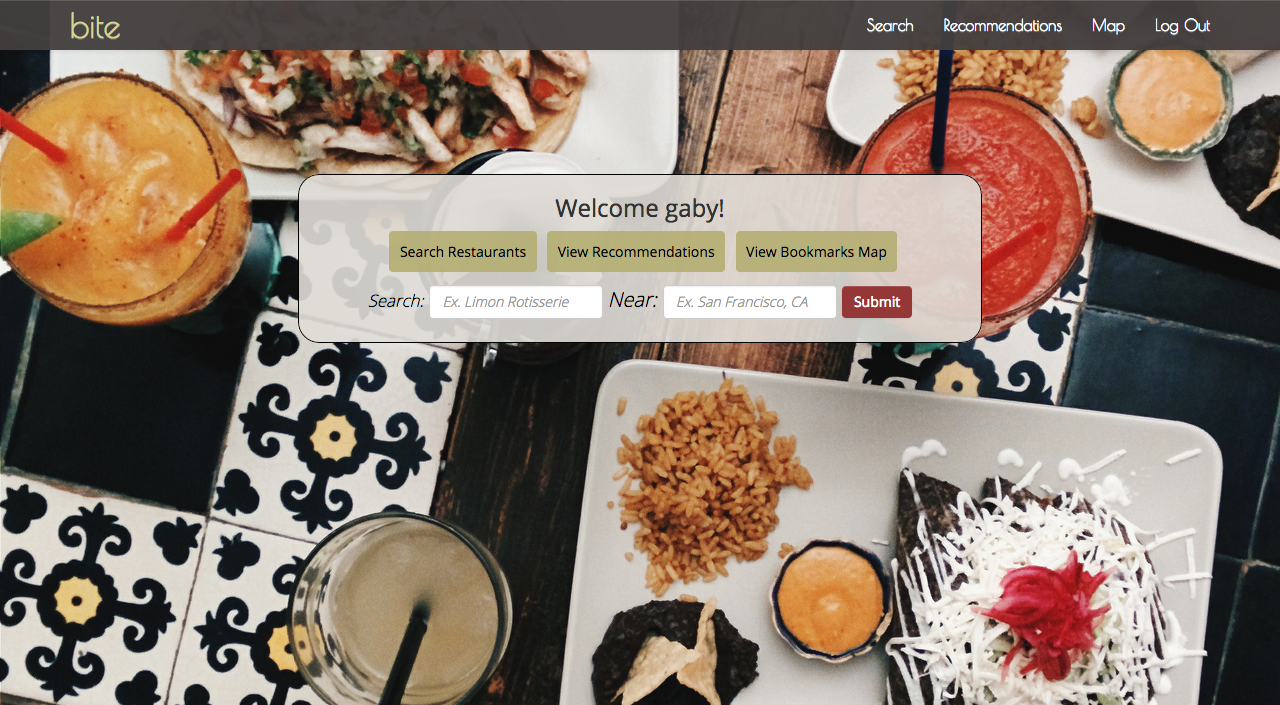 bite Search Recommendations Map Log Out
Welcome gaby!
Search Restaurants View Recommendations View Bookmarks Map
Search: Ex. Limon Rotisserie Near: Ex. San Francisco, CA Submit